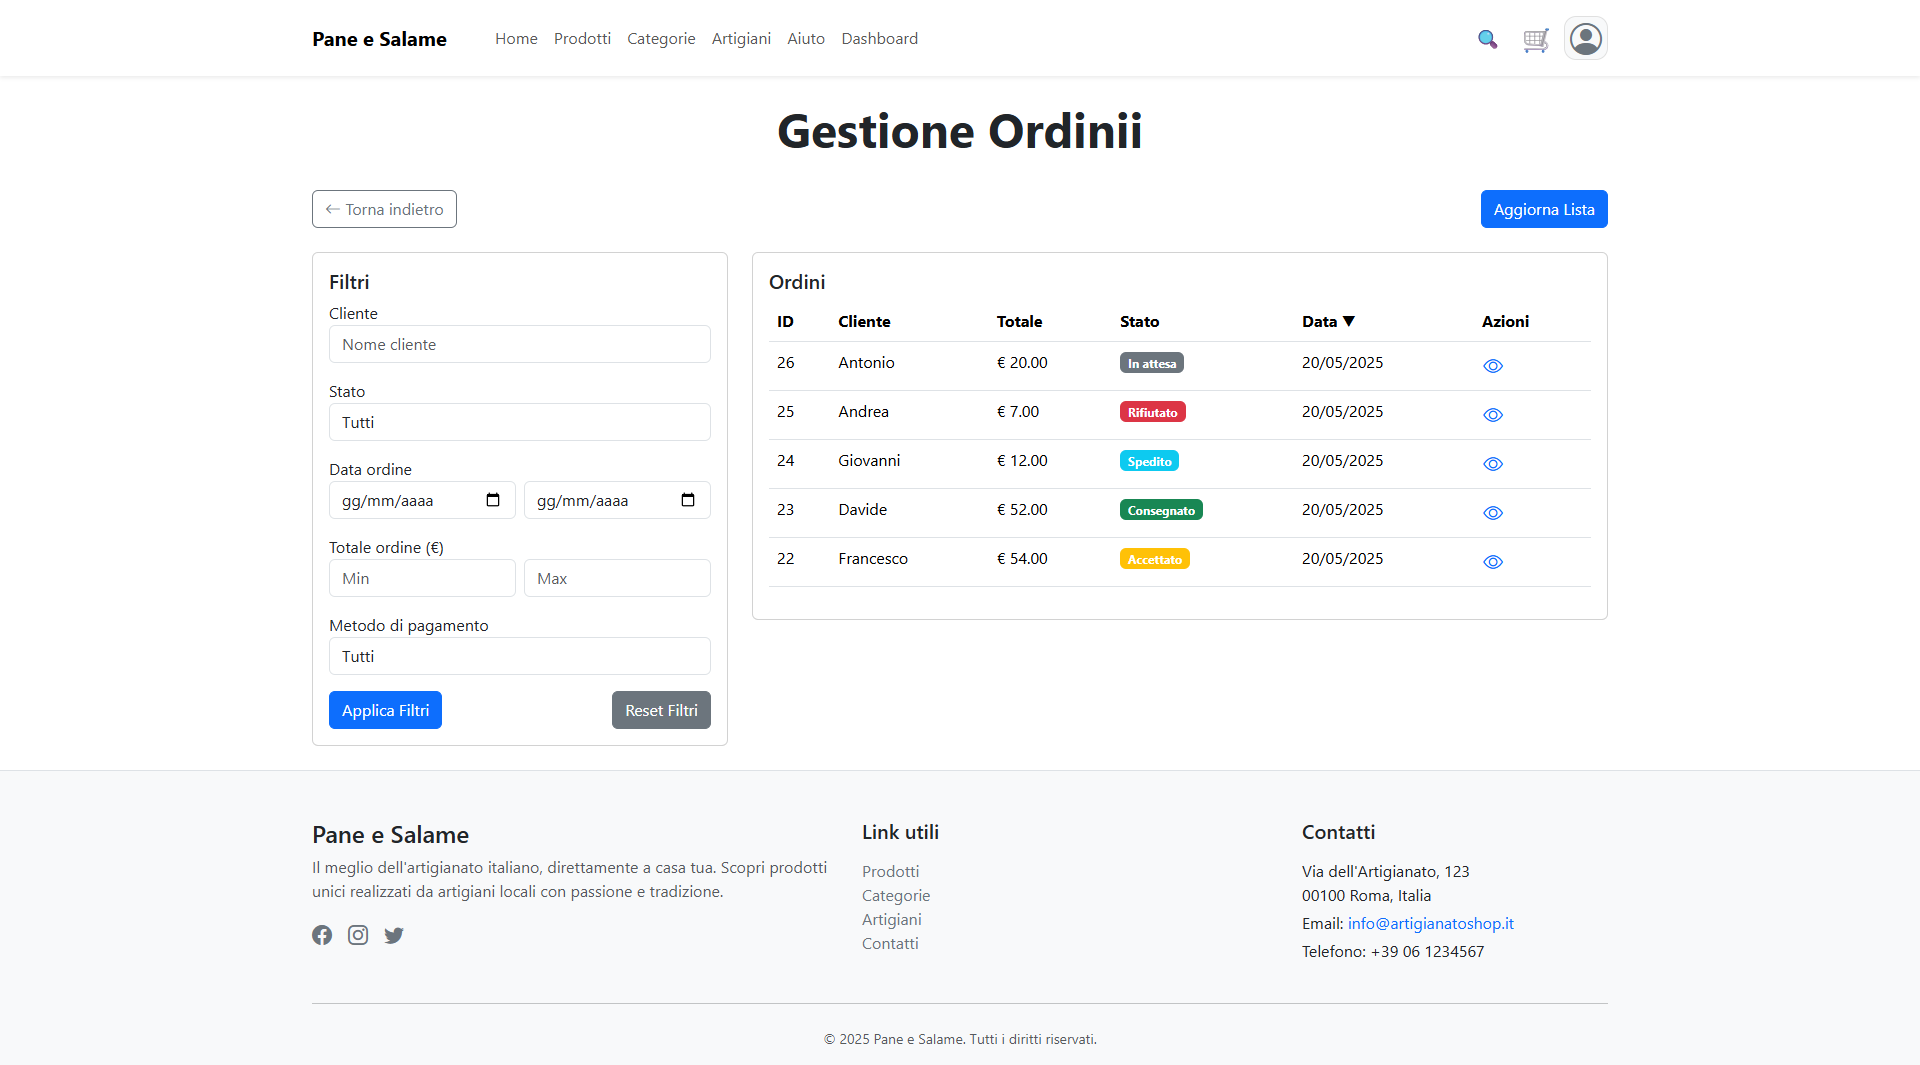 Pane e Salame Home Prodotti Categorie Artigiani Aiuto Dashboard
Gestione Ordinii
← Torna indietro
Aggiorna Lista
Filtri
Cliente
Nome cliente
Stato
Tutti
Data ordine
gg/mm/aaaa gg/mm/aaaa
Totale ordine (€)
Min Max
Metodo di pagamento
Tutti
Applica Filtri Reset Filtri
Ordini
ID Cliente Totale Stato Data ▼ Azioni
26 Antonio € 20.00 In attesa 20/05/2025
25 Andrea € 7.00 Rifiutato 20/05/2025
24 Giovanni € 12.00 Spedito 20/05/2025
23 Davide € 52.00 Consegnato 20/05/2025
22 Francesco € 54.00 Accettato 20/05/2025
Pane e Salame
Il meglio dell'artigianato italiano, direttamente a casa tua. Scopri prodotti
unici realizzati da artigiani locali con passione e tradizione.
Link utili
Prodotti
Categorie
Artigiani
Contatti
Contatti
Via dell'Artigianato, 123
00100 Roma, Italia
Email: info@artigianatoshop.it
Telefono: +39 06 1234567
© 2025 Pane e Salame. Tutti i diritti riservati.